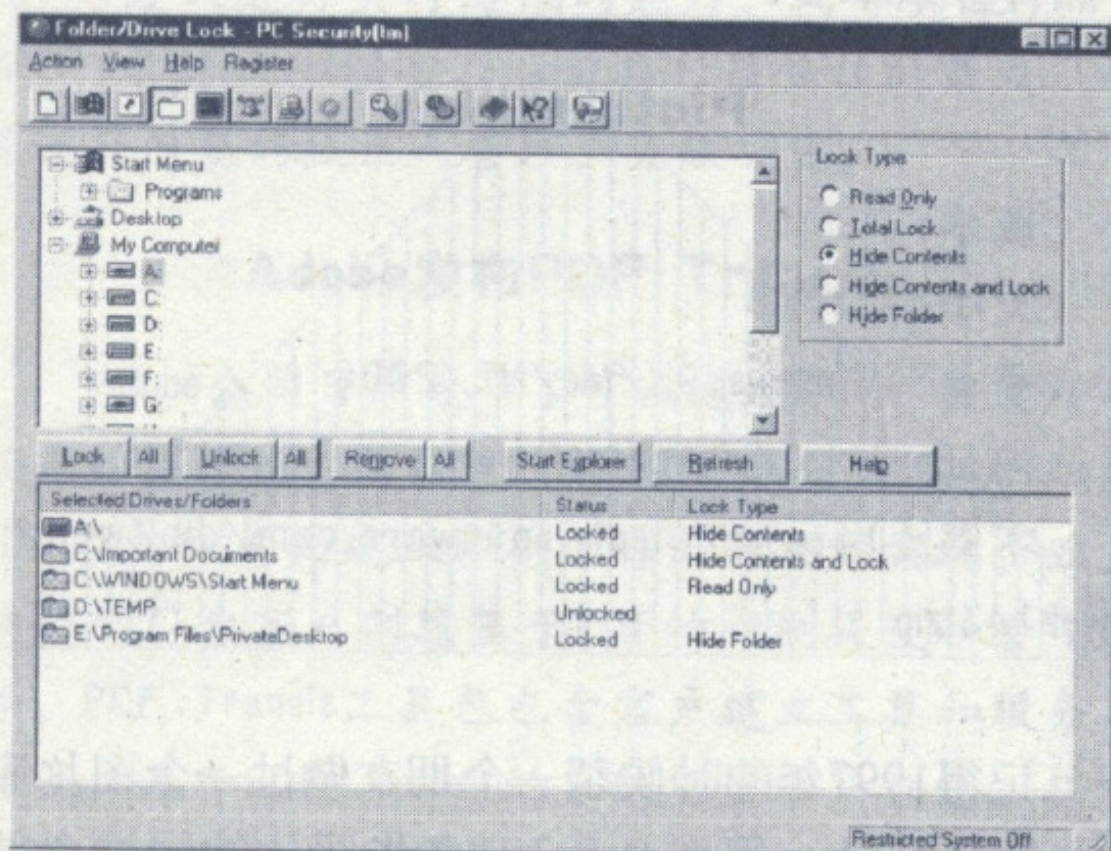 Folder/Drive Lock - PC Security(tm)
Action View Help Register
Start Menu
Programs
Desktop
My Computer
A:
C:
D:
E:
F:
G:
Lock Type
Read Only
Total Lock
Hide Contents
Hide Contents and Lock
Hide Folder
Lock All Unlock All Remove All Start Explorer Refresh Help
Selected Drives/Folders Status Lock Type
A:\ Locked Hide Contents
C:\Important Documents Locked Hide Contents and Lock
C:\WINDOWS\Start Menu Locked Read Only
D:\TEMP Unlocked
E:\Program Files\PrivateDesktop Locked Hide Folder
Restricted System Off